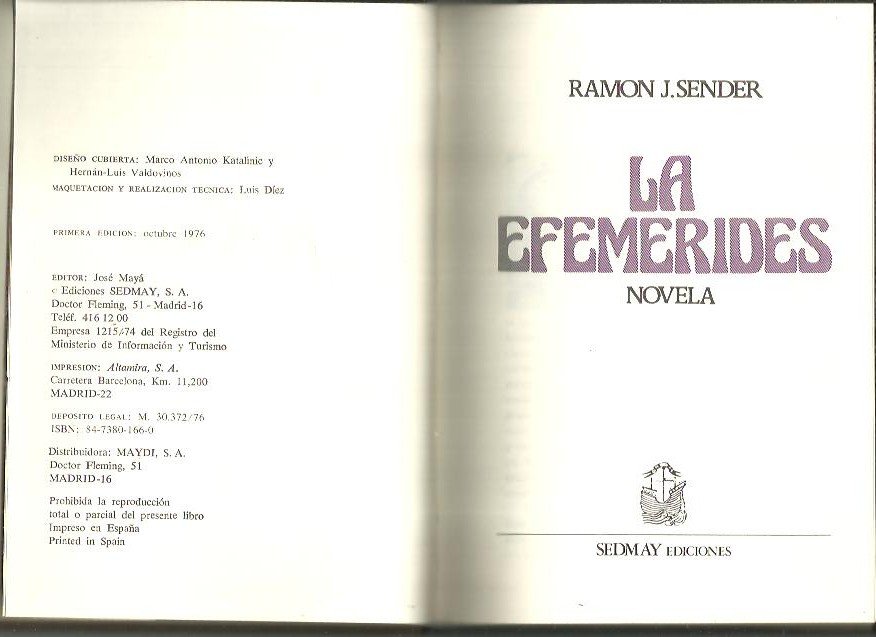 DISEÑO CUBIERTA: Marco Antonio Katalinic y
Hernán-Luis Valdovinos
MAQUETACION Y REALIZACION TECNICA: Luis Díez
PRIMERA EDICION: octubre 1976
EDITOR: José Mayá
© Ediciones SEDMAY, S. A.
Doctor Fleming, 51 - Madrid-16
Teléf. 416 12 00
Empresa 1215/74 del Registro del
Ministerio de Información y Turismo
IMPRESION: Altamira, S. A.
Carretera Barcelona, Km. 11,200
MADRID-22
DEPOSITO LEGAL: M. 30.372/76
ISBN: 84-7380-166-0
Distribuidora: MAYDI, S. A.
Doctor Fleming, 51
MADRID-16
Prohibida la reproducción
total o parcial del presente libro
Impreso en España
Printed in Spain
RAMON J. SENDER
LA
EFEMERIDES
NOVELA
SEDMAY EDICIONES